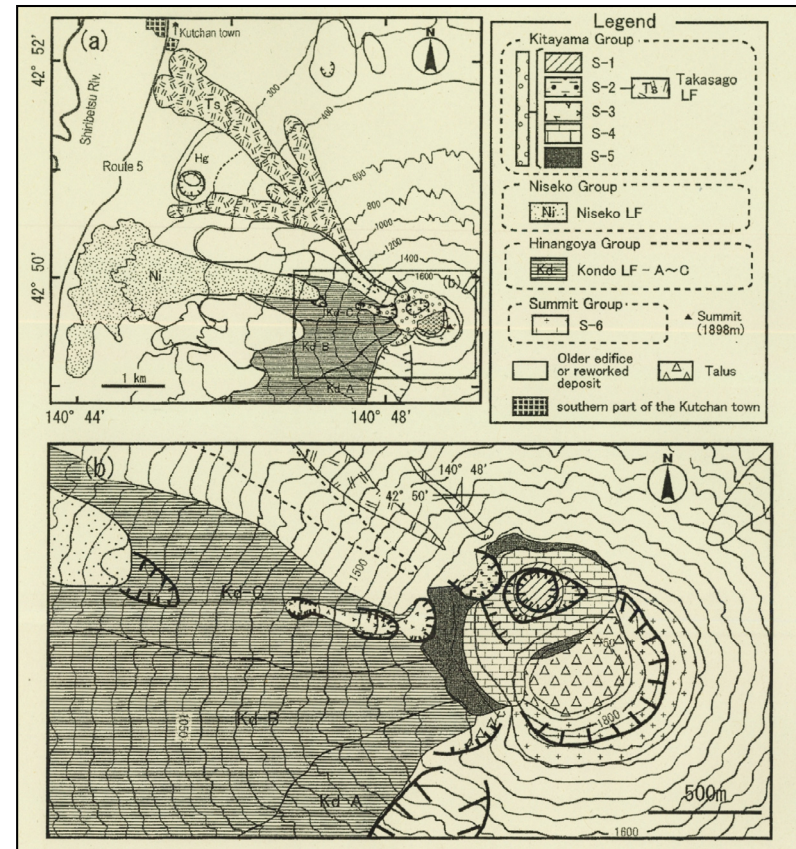 (a)
Kutchan town
N
42° 52'
Shiribetsu Riv.
Route 5
Ts
Hg
300
400
600
800
1000
1200
1400
1600
(b)
42° 50'
Ni
Kd-C
Kd-B
Kd-A
1 km
140° 44'
140° 48'
Legend
Kitayama Group
S-1
S-2
Ts
Takasago
LF
S-3
S-4
S-5
Niseko Group
Ni
Niseko LF
Hinangoya Group
Kd-
Kondo LF - A~C
Summit Group
S-6
Summit
(1898m)
Older edifice
or reworked
deposit
Talus
southern part of the Kutchan town
(b)
N
140° 48'
42° 50'
1500
Kd-C
Kd-B
1050
Kd-A
1800
500m
1600